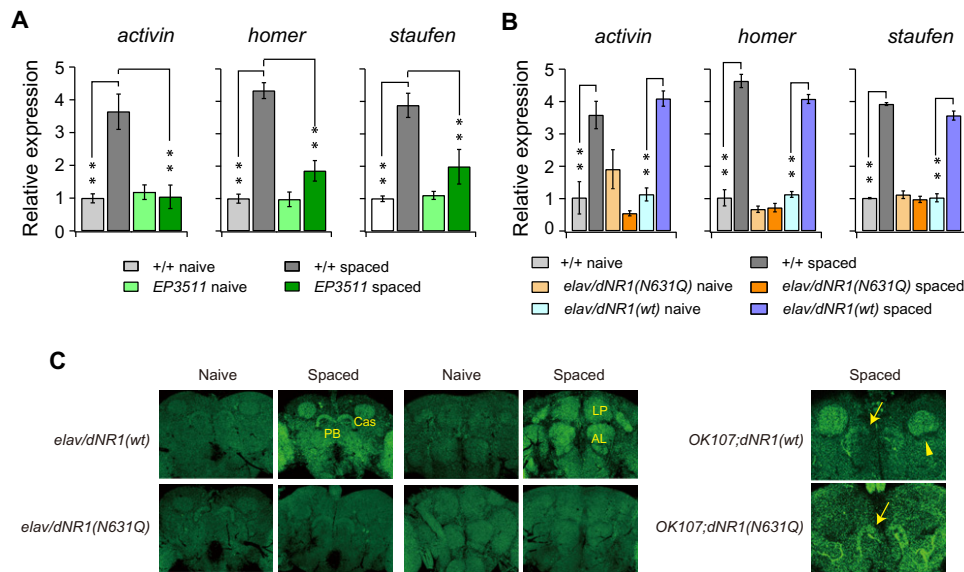 A
activin
homer
staufen
Relative expression
5
4
3
2
1
0
** ** ** ** ** **
+/+ naive
+/+ spaced
EP3511 naive
EP3511 spaced
B
activin
homer
staufen
Relative expression
5
4
3
2
1
0
** ** ** ** ** **
+/+ naive
+/+ spaced
elav/dNR1(N631Q) naive
elav/dNR1(N631Q) spaced
elav/dNR1(wt) naive
elav/dNR1(wt) spaced
C
Naive
Spaced
Naive
Spaced
Spaced
elav/dNR1(wt)
Cas
PB
LP
AL
OK107;dNR1(wt)
elav/dNR1(N631Q)
OK107;dNR1(N631Q)